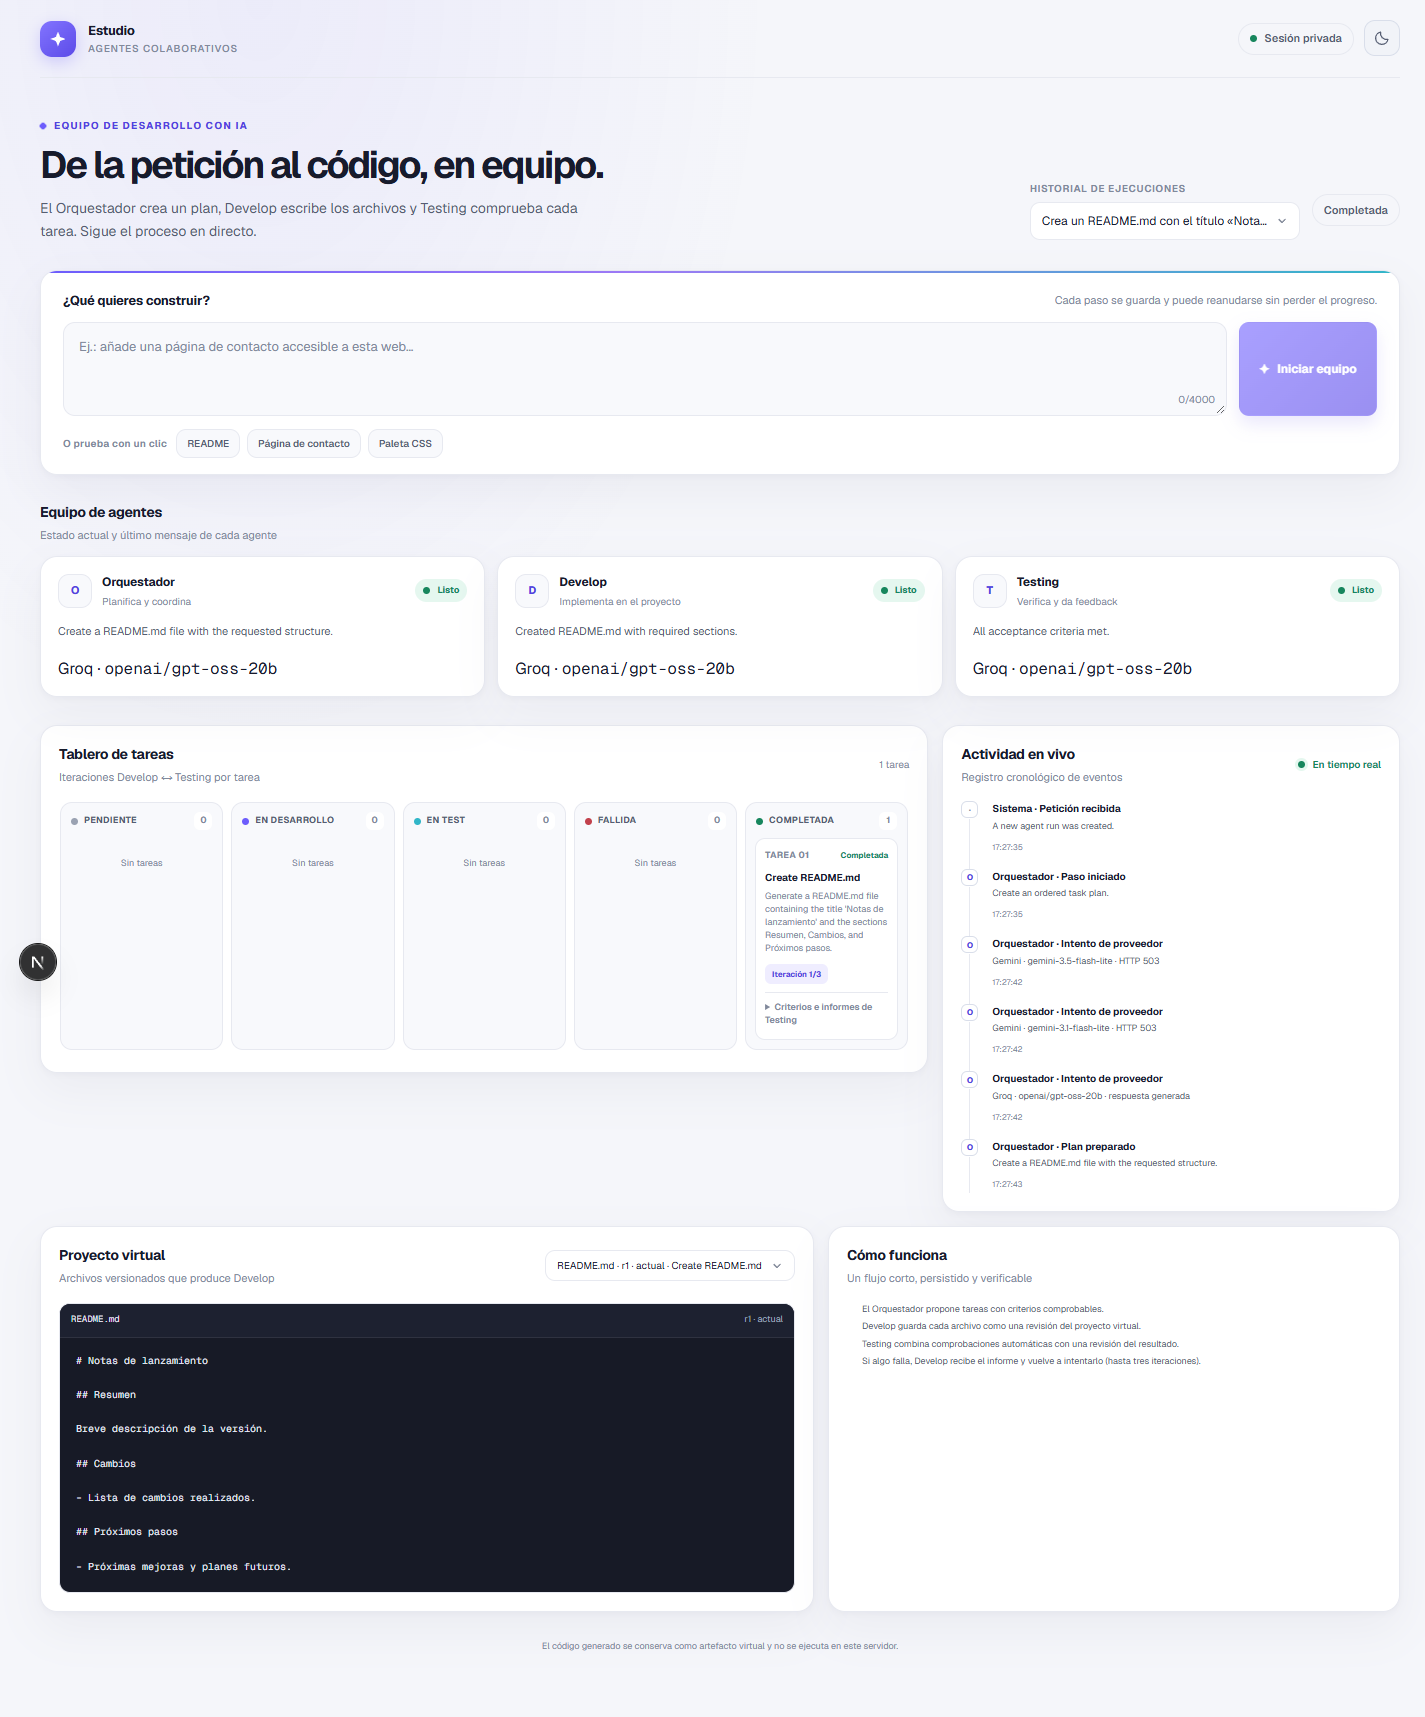 Estudio
AGENTES COLABORATIVOS
Sesión privada
EQUIPO DE DESARROLLO CON IA
De la petición al código, en equipo.
El Orquestador crea un plan, Develop escribe los archivos y Testing comprueba cada
tarea. Sigue el proceso en directo.
HISTORIAL DE EJECUCIONES
Crea un README.md con el título «Nota...
Completada
¿Qué quieres construir?
Cada paso se guarda y puede reanudarse sin perder el progreso.
Ej.: añade una página de contacto accesible a esta web...
0/4000
Iniciar equipo
O prueba con un clic
README
Página de contacto
Paleta CSS
Equipo de agentes
Estado actual y último mensaje de cada agente
O
Orquestador
Planifica y coordina
Listo
Create a README.md file with the requested structure.
Groq · openai/gpt-oss-20b
D
Develop
Implementa en el proyecto
Listo
Created README.md with required sections.
Groq · openai/gpt-oss-20b
T
Testing
Verifica y da feedback
Listo
All acceptance criteria met.
Groq · openai/gpt-oss-20b
Tablero de tareas
Iteraciones Develop ↔ Testing por tarea
1 tarea
PENDIENTE
0
Sin tareas
EN DESARROLLO
0
Sin tareas
EN TEST
0
Sin tareas
FALLIDA
0
Sin tareas
COMPLETADA
1
TAREA 01
Completada
Create README.md
Generate a README.md file
containing the title 'Notas de
lanzamiento' and the sections
Resumen, Cambios, and
Próximos pasos.
Iteración 1/3
Criterios e informes de
Testing
N
Actividad en vivo
Registro cronológico de eventos
En tiempo real
·
Sistema · Petición recibida
A new agent run was created.
17:27:35
O
Orquestador · Paso iniciado
Create an ordered task plan.
17:27:35
O
Orquestador · Intento de proveedor
Gemini · gemini-3.5-flash-lite · HTTP 503
17:27:42
O
Orquestador · Intento de proveedor
Gemini · gemini-3.1-flash-lite · HTTP 503
17:27:42
O
Orquestador · Intento de proveedor
Groq · openai/gpt-oss-20b · respuesta generada
17:27:42
O
Orquestador · Plan preparado
Create a README.md file with the requested structure.
17:27:43
Proyecto virtual
Archivos versionados que produce Develop
README.md · r1 · actual · Create README.md
README.md
r1 · actual
# Notas de lanzamiento
## Resumen
Breve descripción de la versión.
## Cambios
- Lista de cambios realizados.
## Próximos pasos
- Próximas mejoras y planes futuros.
Cómo funciona
Un flujo corto, persistido y verificable
El Orquestador propone tareas con criterios comprobables.
Develop guarda cada archivo como una revisión del proyecto virtual.
Testing combina comprobaciones automáticas con una revisión del resultado.
Si algo falla, Develop recibe el informe y vuelve a intentarlo (hasta tres iteraciones).
El código generado se conserva como artefacto virtual y no se ejecuta en este servidor.